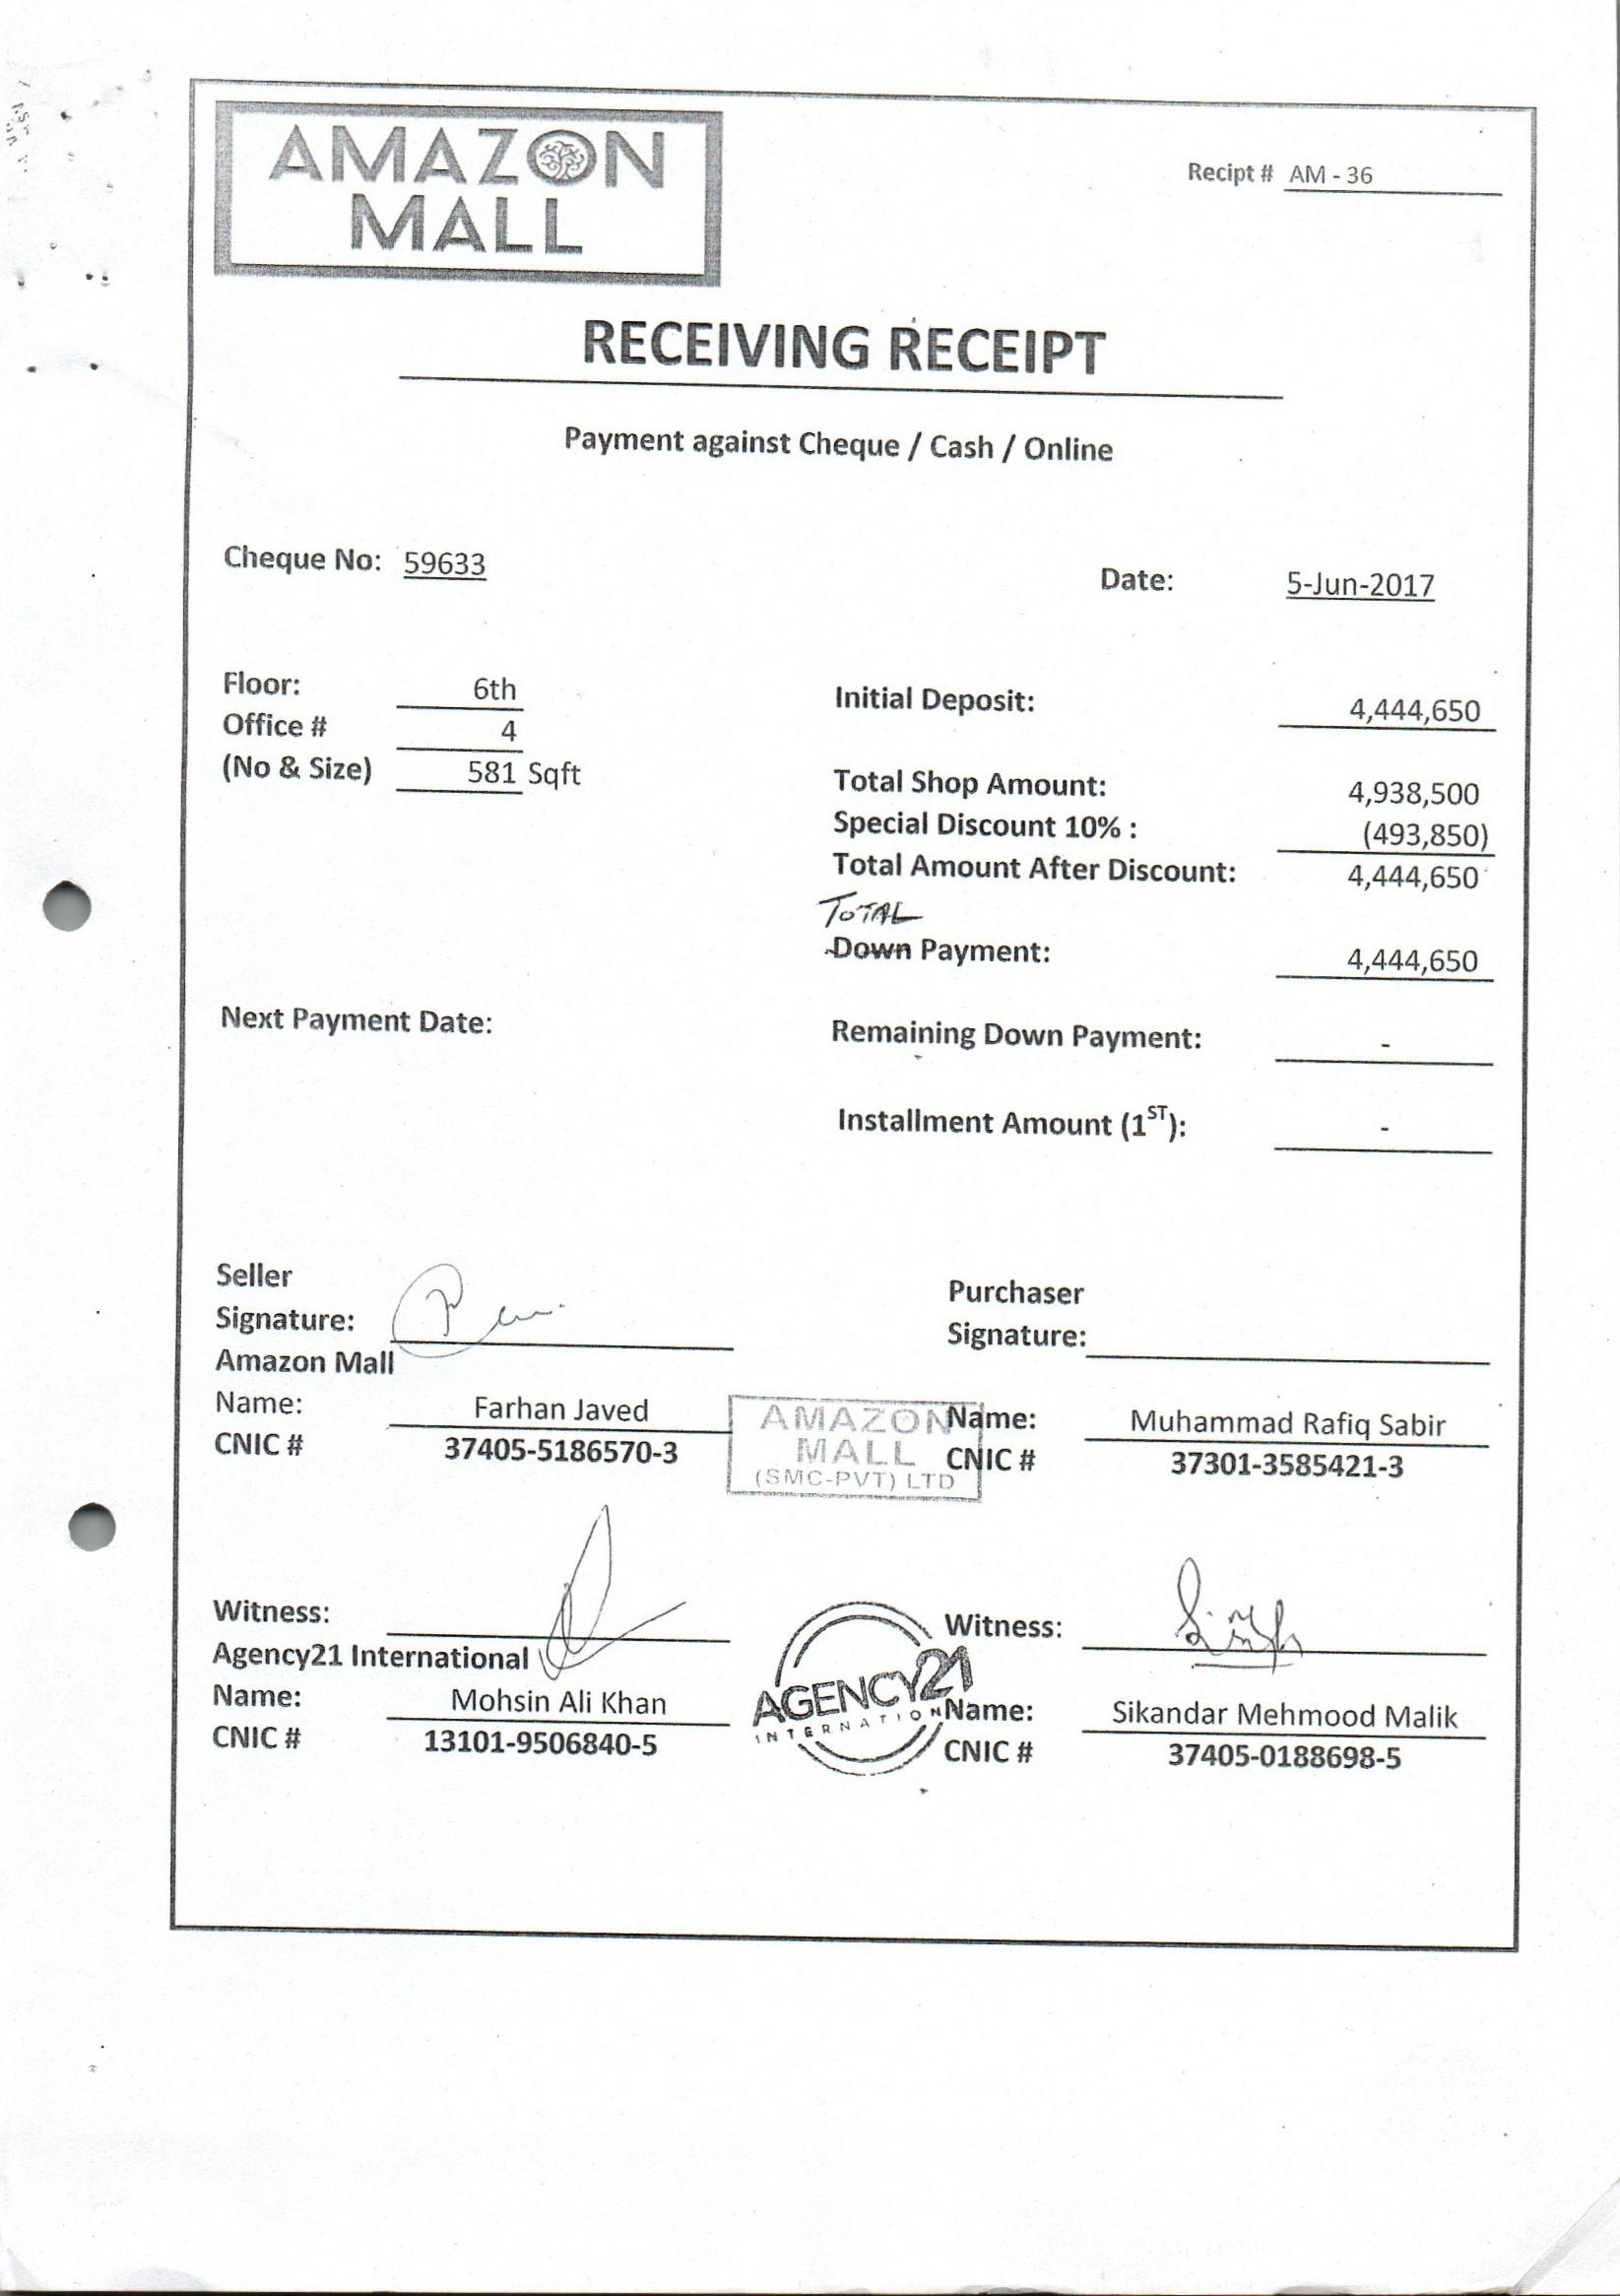 AMAZON
MALL
Recipt # AM - 36
RECEIVING RECEIPT
Payment against Cheque / Cash / Online
Cheque No: 59633
Date: 5-Jun-2017
Floor: 6th
Office # 4
(No & Size) 581 Sqft
Initial Deposit: 4,444,650
Total Shop Amount: 4,938,500
Special Discount 10% : (493,850)
Total Amount After Discount: 4,444,650
TOTAL
Down Payment: 4,444,650
Next Payment Date:
Remaining Down Payment: -
Installment Amount (1ST): -
Seller
Signature:
Amazon Mall
Name: Farhan Javed
CNIC # 37405-5186570-3
Purchaser
Signature:
Name: Muhammad Rafiq Sabir
CNIC # 37301-3585421-3
AMAZON
MALL
(SMC-PVT) LTD
Witness:
Agency21 International
Name: Mohsin Ali Khan
CNIC # 13101-9506840-5
AGENCY21
INTERNATION
Witness:
Name: Sikandar Mehmood Malik
CNIC # 37405-0188698-5